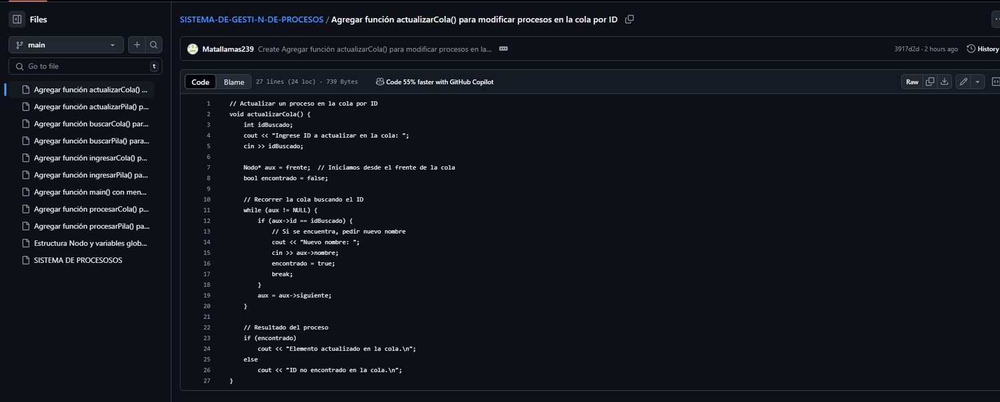 Files
main
Go to file
t
Agregar función actualizarCola() ...
Agregar función actualizarPila() p...
Agregar función buscarCola() par...
Agregar función buscarPila() para...
Agregar función ingresarCola() p...
Agregar función ingresarPila() pa...
Agregar función main() con men...
Agregar función procesarCola() p...
Agregar función procesarPila() pa...
Estructura Nodo y variables glob...
SISTEMA DE PROCESOSOS
SISTEMA-DE-GESTI-N-DE-PROCESOS / Agregar función actualizarCola() para modificar procesos en la cola por ID
Matallamas239 Create Agregar función actualizarCola() para modificar procesos en la... 3917d2d · 2 hours ago History
Code Blame 27 lines (24 loc) · 739 Bytes Code 55% faster with GitHub Copilot Raw
1 // Actualizar un proceso en la cola por ID
2 void actualizarCola() {
3 int idBuscado;
4 cout << "Ingrese ID a actualizar en la cola: ";
5 cin >> idBuscado;
6
7 Nodo* aux = frente; // Iniciamos desde el frente de la cola
8 bool encontrado = false;
9
10 // Recorrer la cola buscando el ID
11 while (aux != NULL) {
12 if (aux->id == idBuscado) {
13 // Si se encuentra, pedir nuevo nombre
14 cout << "Nuevo nombre: ";
15 cin >> aux->nombre;
16 encontrado = true;
17 break;
18 }
19 aux = aux->siguiente;
20 }
21
22 // Resultado del proceso
23 if (encontrado)
24 cout << "Elemento actualizado en la cola.\n";
25 else
26 cout << "ID no encontrado en la cola.\n";
27 }